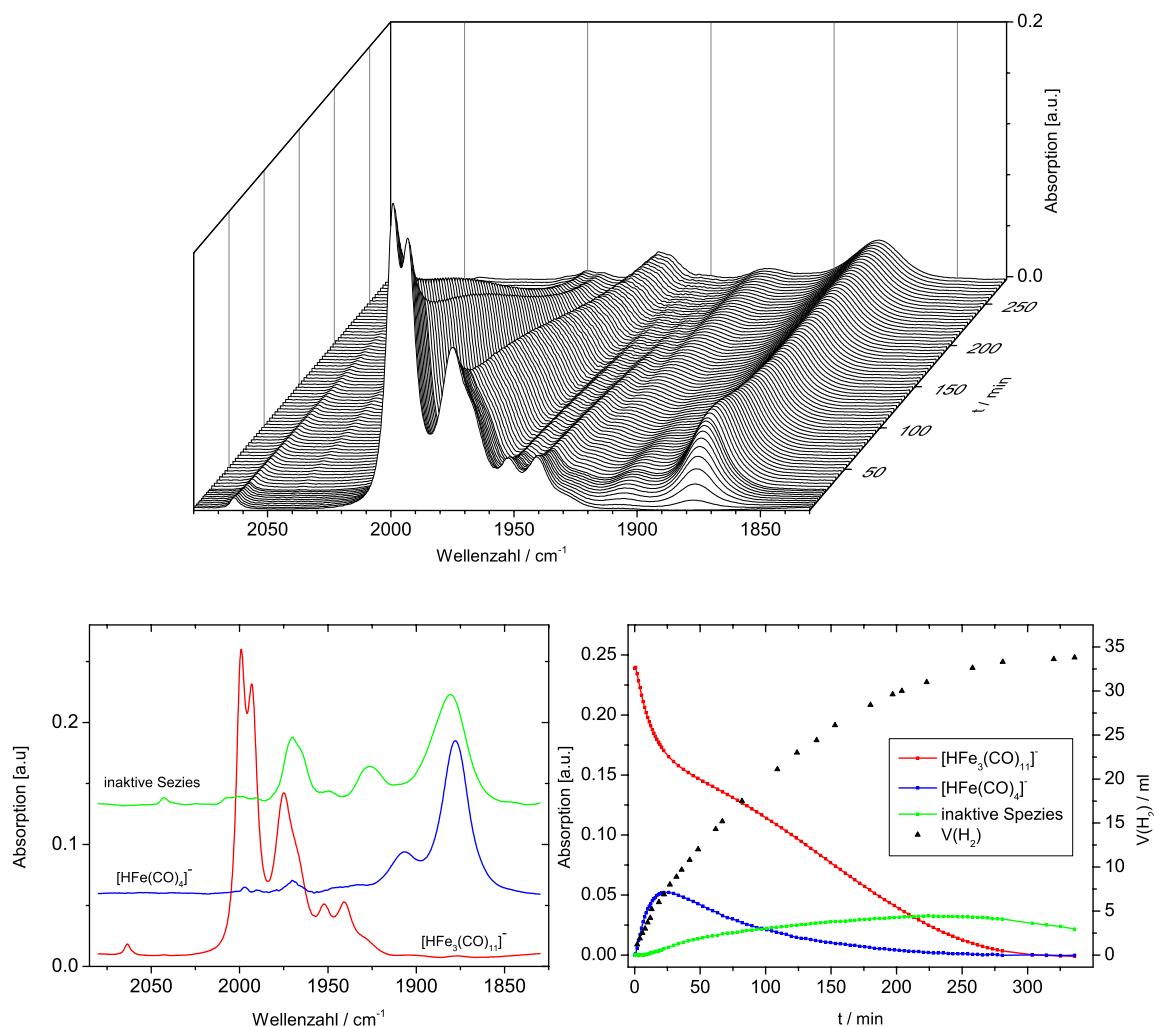 0.2
Absorption [a.u.]
0.0
250
200
150
100
50
t / min
2050 2000 1950 1900 1850
Wellenzahl / cm⁻¹
0.2
0.1
0.0
Absorption [a.u]
inaktive Sezies
[HFe(CO)₄]⁻
[HFe₃(CO)₁₁]⁻
2050 2000 1950 1900 1850
Wellenzahl / cm⁻¹
0.25
0.20
0.15
0.10
0.05
0.00
Absorption [a.u.]
[HFe₃(CO)₁₁]⁻
[HFe(CO)₄]⁻
inaktive Spezies
V(H₂)
35
30
25
20
15
10
5
0
V(H₂) / ml
0 50 100 150 200 250 300
t / min